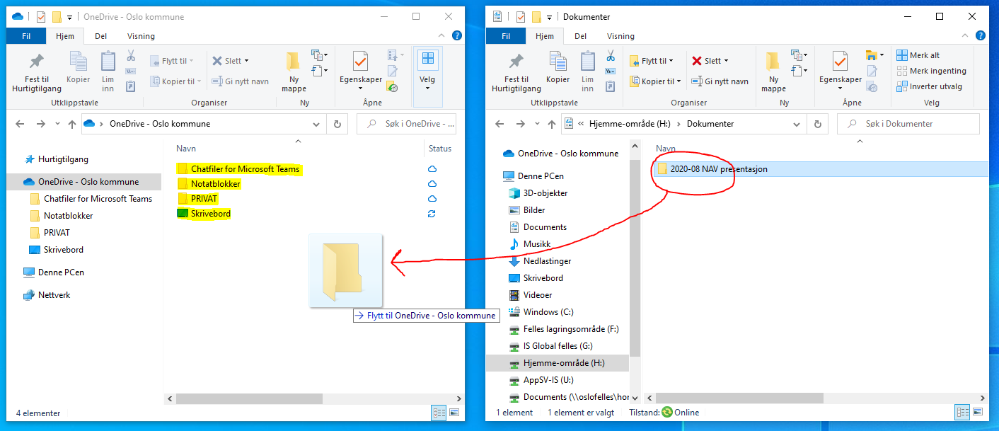 OneDrive - Oslo kommune
Fil Hjem Del Visning
Fest til Hurtigtilgang
Kopier
Lim inn
Flytt til
Kopier til
Slett
Gi nytt navn
Ny mappe
Egenskaper
Velg
Utklippstavle Organiser Ny Åpne
OneDrive - Oslo kommune
Søk i OneDrive - ...
Hurtigtilgang
OneDrive - Oslo kommune
Chatfiler for Microsoft Teams
Notatblokker
PRIVAT
Skrivebord
Denne PCen
Nettverk
Navn Status
Chatfiler for Microsoft Teams
Notatblokker
PRIVAT
Skrivebord
Flytt til OneDrive - Oslo kommune
4 elementer
Dokumenter
Fil Hjem Del Visning
Fest til Hurtigtilgang
Kopier
Lim inn
Flytt til
Kopier til
Slett
Gi nytt navn
Ny mappe
Egenskaper
Merk alt
Merk ingenting
Inverter utvalg
Utklippstavle Organiser Ny Åpne Velg
« Hjemme-område (H:) › Dokumenter
Søk i Dokumenter
OneDrive - Oslo kommune
Denne PCen
3D-objekter
Bilder
Documents
Musikk
Nedlastinger
Skrivebord
Videoer
Windows (C:)
Felles lagringsområde (F:)
IS Global felles (G:)
Hjemme-område (H:)
AppSV-IS (U:)
Documents (\\oslofelles\hor
Navn
2020-08 NAV presentasjon
1 element 1 element er valgt Tilstand: Online